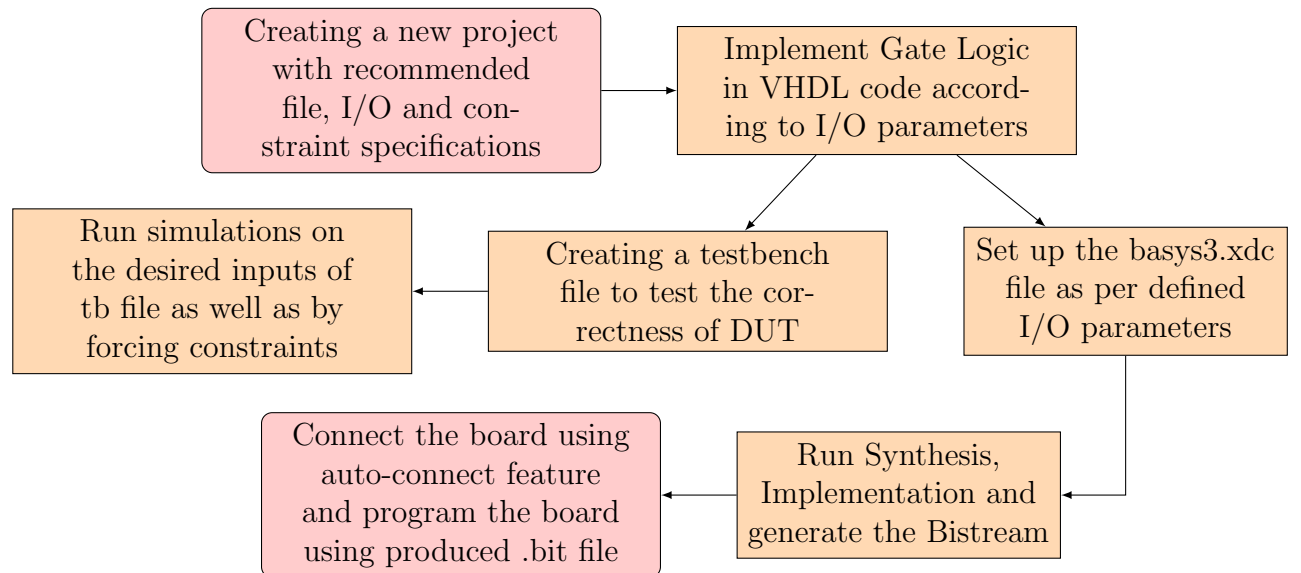 Creating a new project
with recommended
file, I/O and con-
straint specifications
Implement Gate Logic
in VHDL code accord-
ing to I/O parameters
Run simulations on
the desired inputs of
tb file as well as by
forcing constraints
Creating a testbench
file to test the cor-
rectness of DUT
Set up the basys3.xdc
file as per defined
I/O parameters
Connect the board using
auto-connect feature
and program the board
using produced .bit file
Run Synthesis,
Implementation and
generate the Bistream